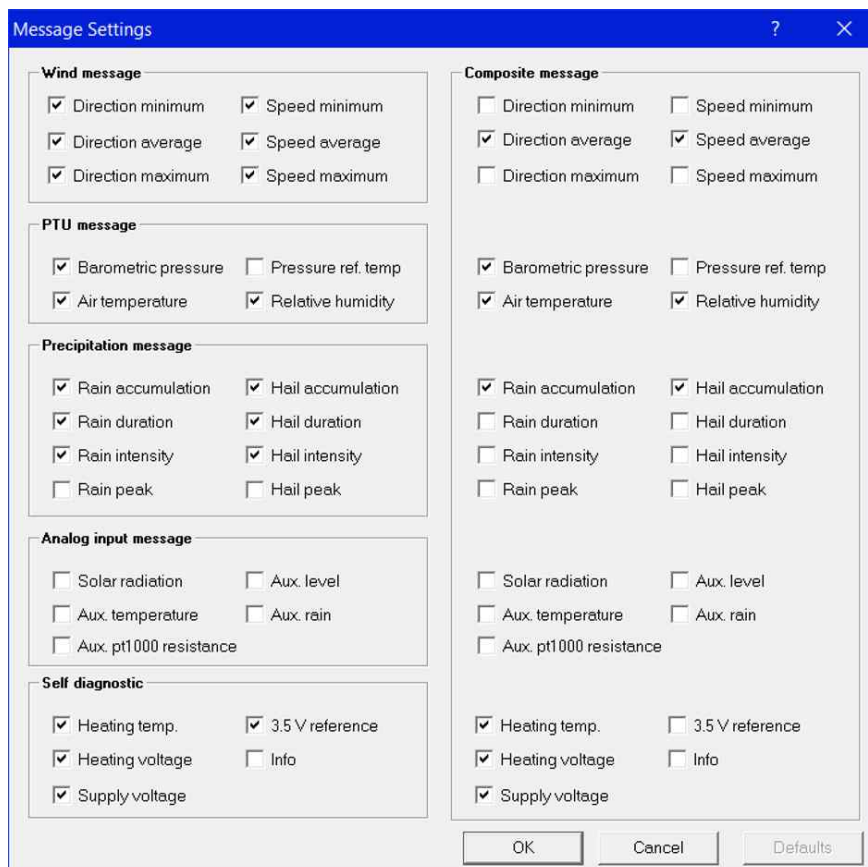 Message Settings ?
Wind message
Direction minimum Speed minimum
Direction average Speed average
Direction maximum Speed maximum
PTU message
Barometric pressure Pressure ref. temp
Air temperature Relative humidity
Precipitation message
Rain accumulation Hail accumulation
Rain duration Hail duration
Rain intensity Hail intensity
Rain peak Hail peak
Analog input message
Solar radiation Aux. level
Aux. temperature Aux. rain
Aux. pt1000 resistance
Self diagnostic
Heating temp. 3.5 V reference
Heating voltage Info
Supply voltage
Composite message
Direction minimum Speed minimum
Direction average Speed average
Direction maximum Speed maximum
Barometric pressure Pressure ref. temp
Air temperature Relative humidity
Rain accumulation Hail accumulation
Rain duration Hail duration
Rain intensity Hail intensity
Rain peak Hail peak
Solar radiation Aux. level
Aux. temperature Aux. rain
Aux. pt1000 resistance
Heating temp. 3.5 V reference
Heating voltage Info
Supply voltage
OK Cancel Defaults